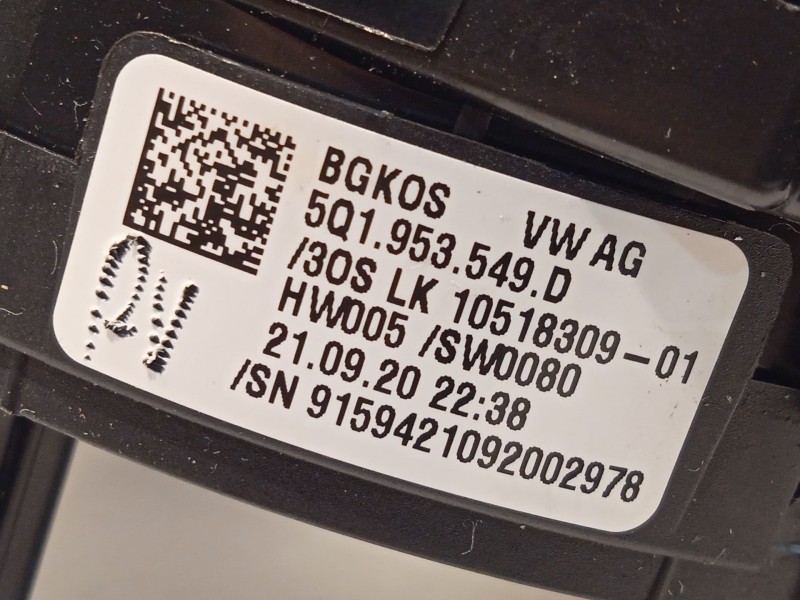 BGKOS VW AG
5Q1.953.549.D
/3OS LK 10518309-01
HW005 /SW0080
21.09.20 22:38
/SN 9159421092002978